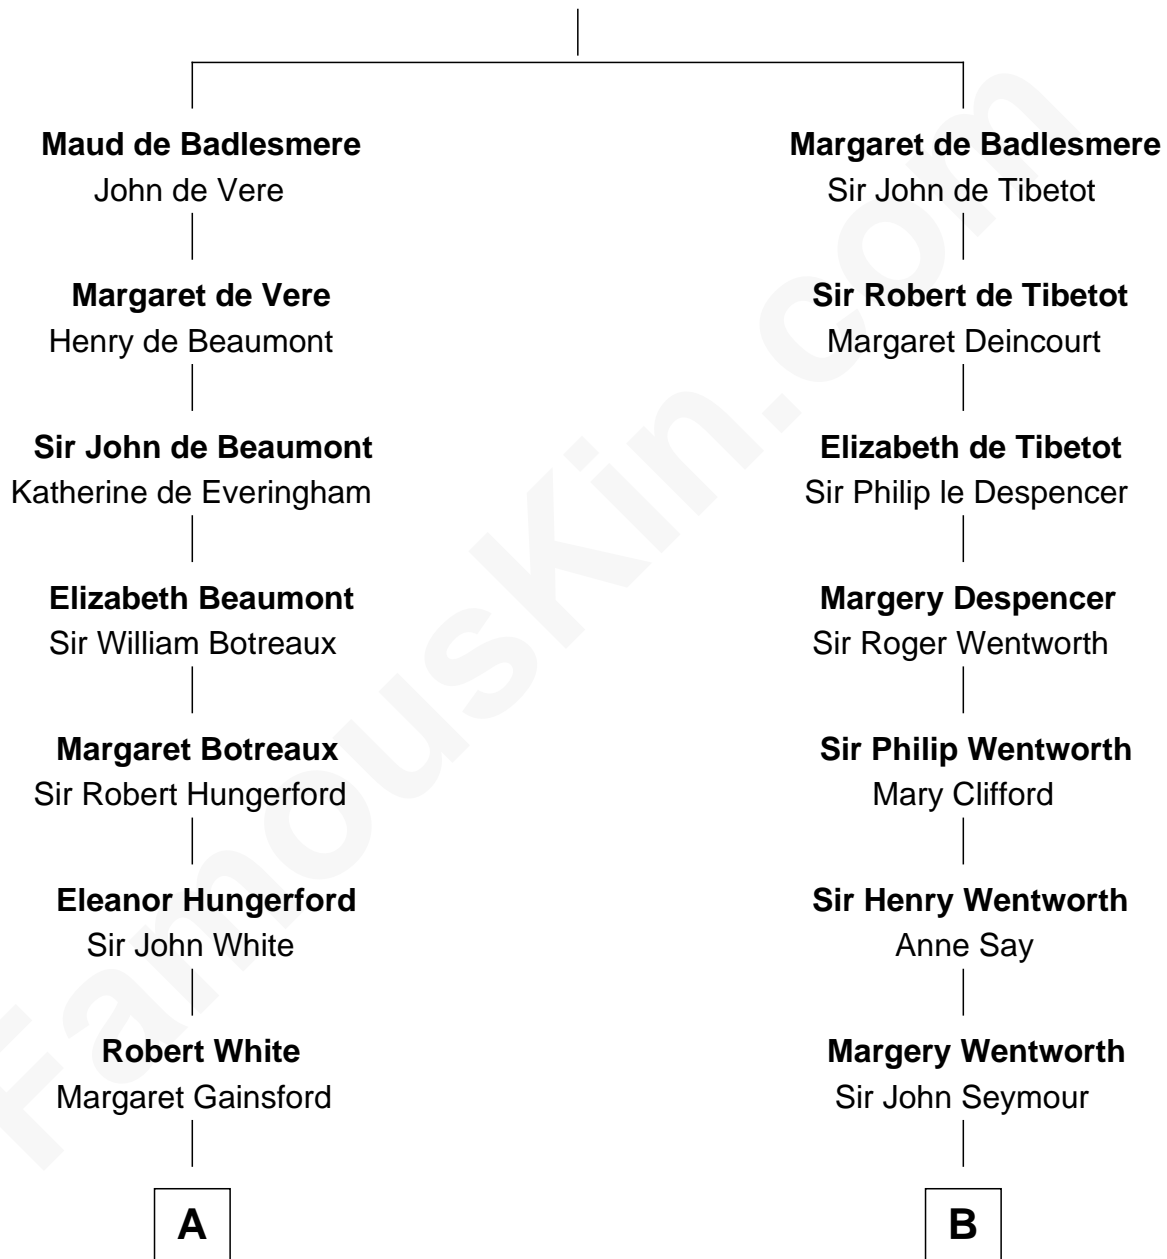 Maud de Badlesmere
John de Vere
Margaret de Badlesmere
Sir John de Tibetot
Margaret de Vere
Henry de Beaumont
Sir Robert de Tibetot
Margaret Deincourt
Sir John de Beaumont
Katherine de Everingham
Elizabeth de Tibetot
Sir Philip le Despencer
Elizabeth Beaumont
Sir William Botreaux
Margery Despencer
Sir Roger Wentworth
Margaret Botreaux
Sir Robert Hungerford
Sir Philip Wentworth
Mary Clifford
Eleanor Hungerford
Sir John White
Sir Henry Wentworth
Anne Say
Robert White
Margaret Gainsford
Margery Wentworth
Sir John Seymour
A
B
FamousKin.com